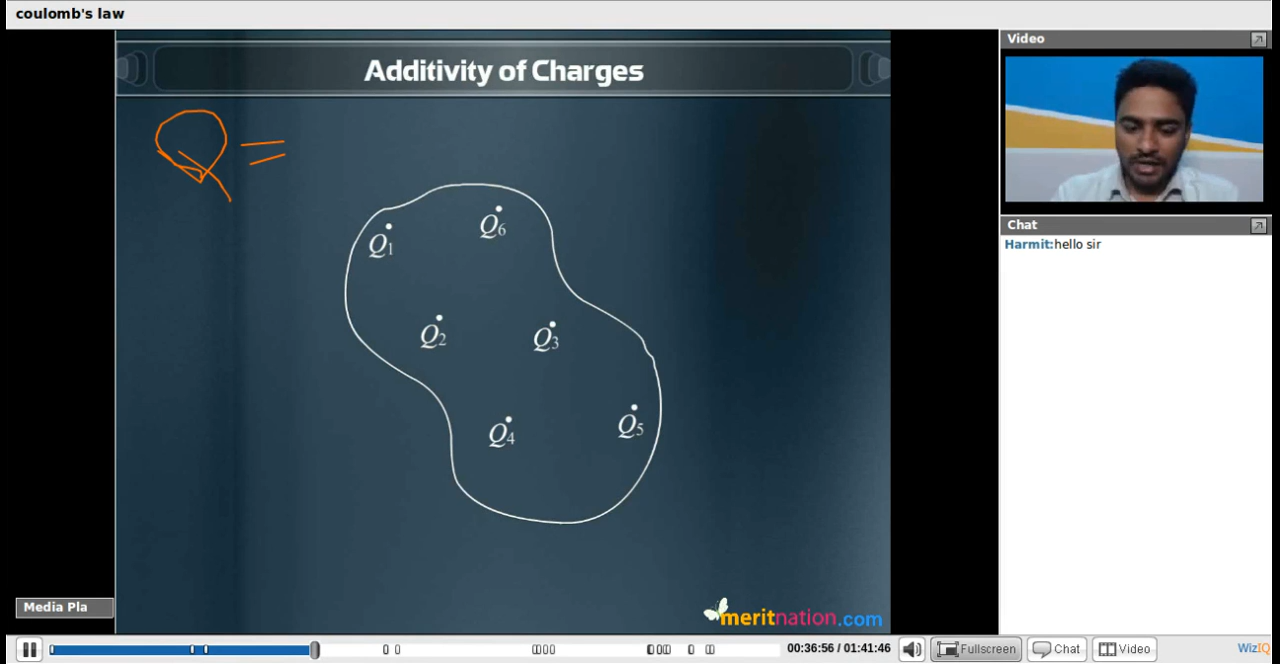 coulomb's law
Additivity of Charges
Q =
Q1
Q6
Q2
Q3
Q4
Q5
meritnation.com
Media Pla
00:36:56 / 01:41:46
Fullscreen
Chat
Video
WizIQ
Video
Chat
Harmit:hello sir